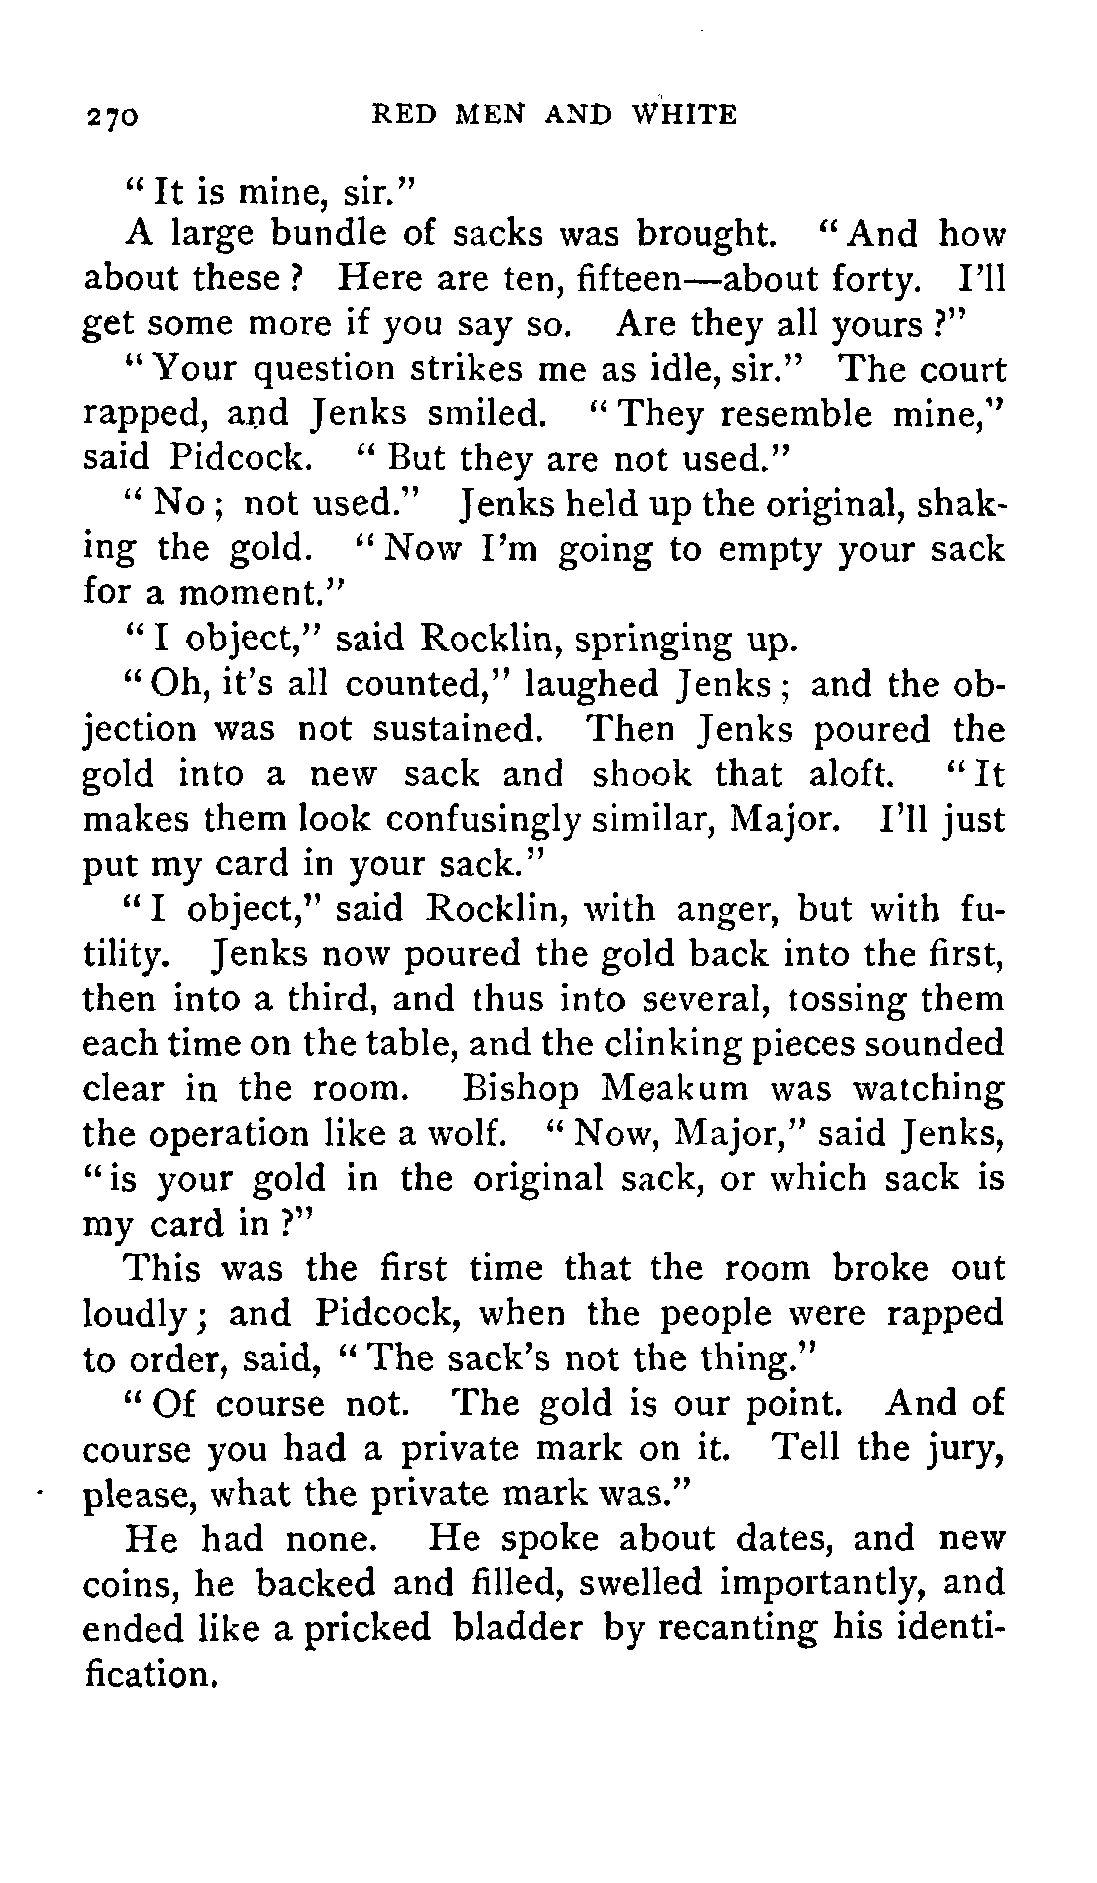 270 RED MEN AND WHITE
“It is mine, sir.”
A large bundle of sacks was brought. “And how
about these? Here are ten, fifteen—about forty. I’ll
get some more if you say so. Are they all yours?”
“Your question strikes me as idle, sir.” The court
rapped, and Jenks smiled. “They resemble mine,”
said Pidcock. “But they are not used.”
“No; not used.” Jenks held up the original, shak-
ing the gold. “Now I’m going to empty your sack
for a moment.”
“I object,” said Rocklin, springing up.
“Oh, it’s all counted,” laughed Jenks; and the ob-
jection was not sustained. Then Jenks poured the
gold into a new sack and shook that aloft. “It
makes them look confusingly similar, Major. I’ll just
put my card in your sack.”
“I object,” said Rocklin, with anger, but with fu-
tility. Jenks now poured the gold back into the first,
then into a third, and thus into several, tossing them
each time on the table, and the clinking pieces sounded
clear in the room. Bishop Meakum was watching
the operation like a wolf. “Now, Major,” said Jenks,
“is your gold in the original sack, or which sack is
my card in?”
This was the first time that the room broke out
loudly; and Pidcock, when the people were rapped
to order, said, “The sack’s not the thing.”
“Of course not. The gold is our point. And of
course you had a private mark on it. Tell the jury,
please, what the private mark was.”
He had none. He spoke about dates, and new
coins, he backed and filled, swelled importantly, and
ended like a pricked bladder by recanting his identi-
fication.